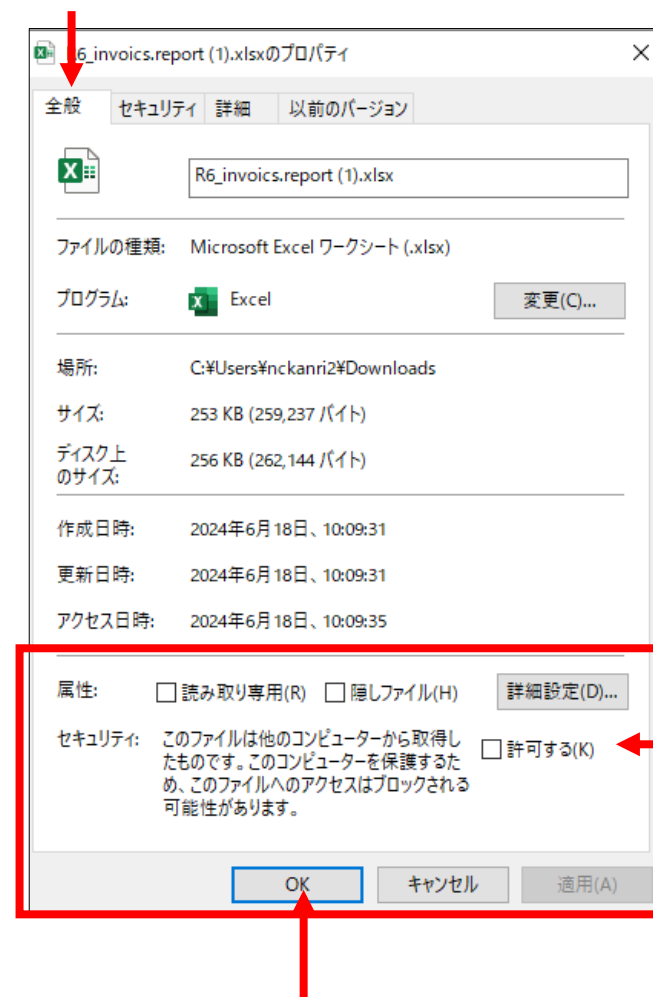 R6_invoics.report (1).xlsxのプロパティ
全般 セキュリティ 詳細 以前のバージョン
R6_invoics.report (1).xlsx
ファイルの種類: Microsoft Excel ワークシート (.xlsx)
プログラム: Excel 変更(C)...
場所: C:¥Users¥nckanri2¥Downloads
サイズ: 253 KB (259,237 バイト)
ディスク上
のサイズ: 256 KB (262,144 バイト)
作成日時: 2024年6月18日、10:09:31
更新日時: 2024年6月18日、10:09:31
アクセス日時: 2024年6月18日、10:09:35
属性: 読み取り専用(R) 隠しファイル(H) 詳細設定(D)...
セキュリティ: このファイルは他のコンピューターから取得し
たものです。このコンピューターを保護するた
め、このファイルへのアクセスはブロックされる
可能性があります。
許可する(K)
OK キャンセル 適用(A)